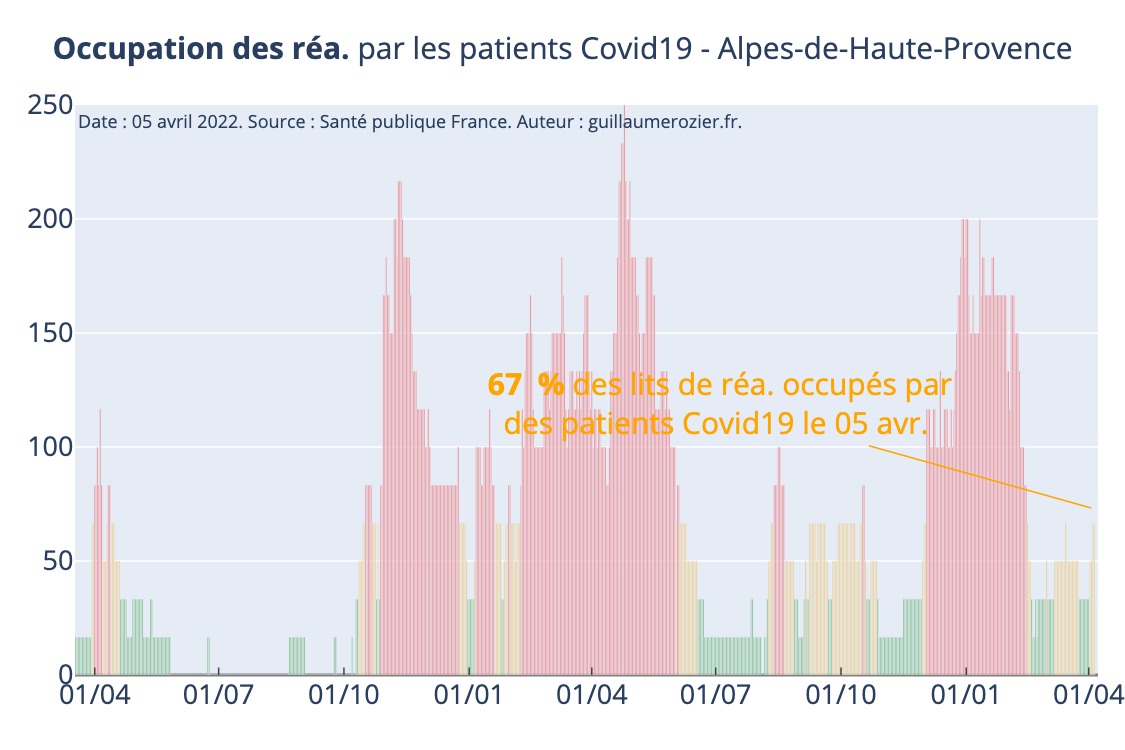 Occupation des réa. par les patients Covid19 - Alpes-de-Haute-Provence
250
Date : 05 avril 2022. Source : Santé publique France. Auteur : guillaumerozier.fr.
200
150
67 % des lits de réa. occupés par
des patients Covid19 le 05 avr.
100
50
0
01/04 01/07 01/10 01/01 01/04 01/07 01/10 01/01 01/04